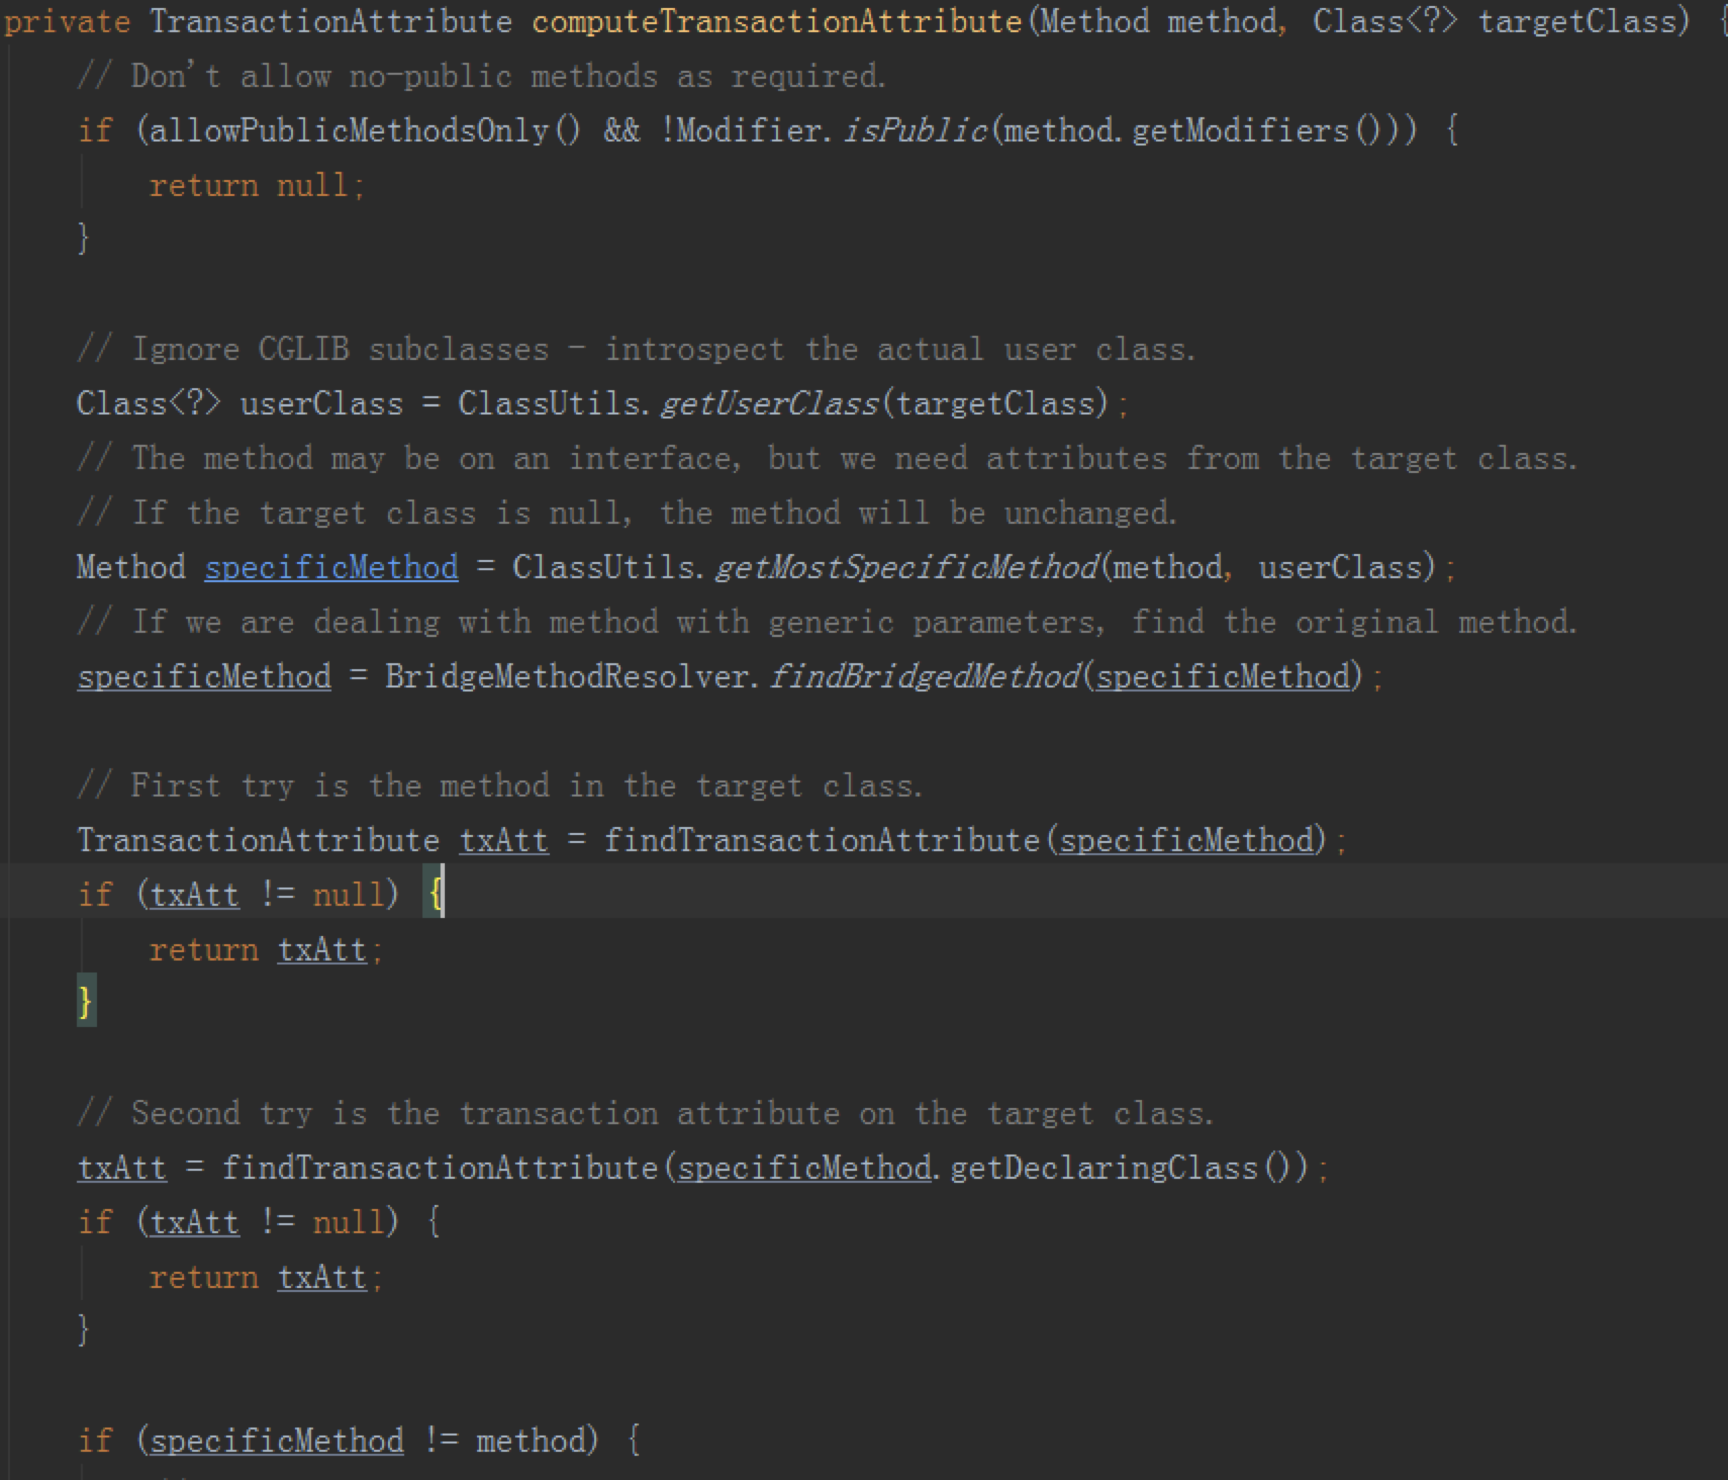 private TransactionAttribute computeTransactionAttribute(Method method, Class<?> targetClass) {
// Don't allow no-public methods as required.
if (allowPublicMethodsOnly() && !Modifier.isPublic(method.getModifiers())) {
return null;
}
// Ignore CGLIB subclasses - introspect the actual user class.
Class<?> userClass = ClassUtils.getUserClass(targetClass);
// The method may be on an interface, but we need attributes from the target class.
// If the target class is null, the method will be unchanged.
Method specificMethod = ClassUtils.getMostSpecificMethod(method, userClass);
// If we are dealing with method with generic parameters, find the original method.
specificMethod = BridgeMethodResolver.findBridgedMethod(specificMethod);
// First try is the method in the target class.
TransactionAttribute txAtt = findTransactionAttribute(specificMethod);
if (txAtt != null) {
return txAtt;
}
// Second try is the transaction attribute on the target class.
txAtt = findTransactionAttribute(specificMethod.getDeclaringClass());
if (txAtt != null) {
return txAtt;
}
if (specificMethod != method) {